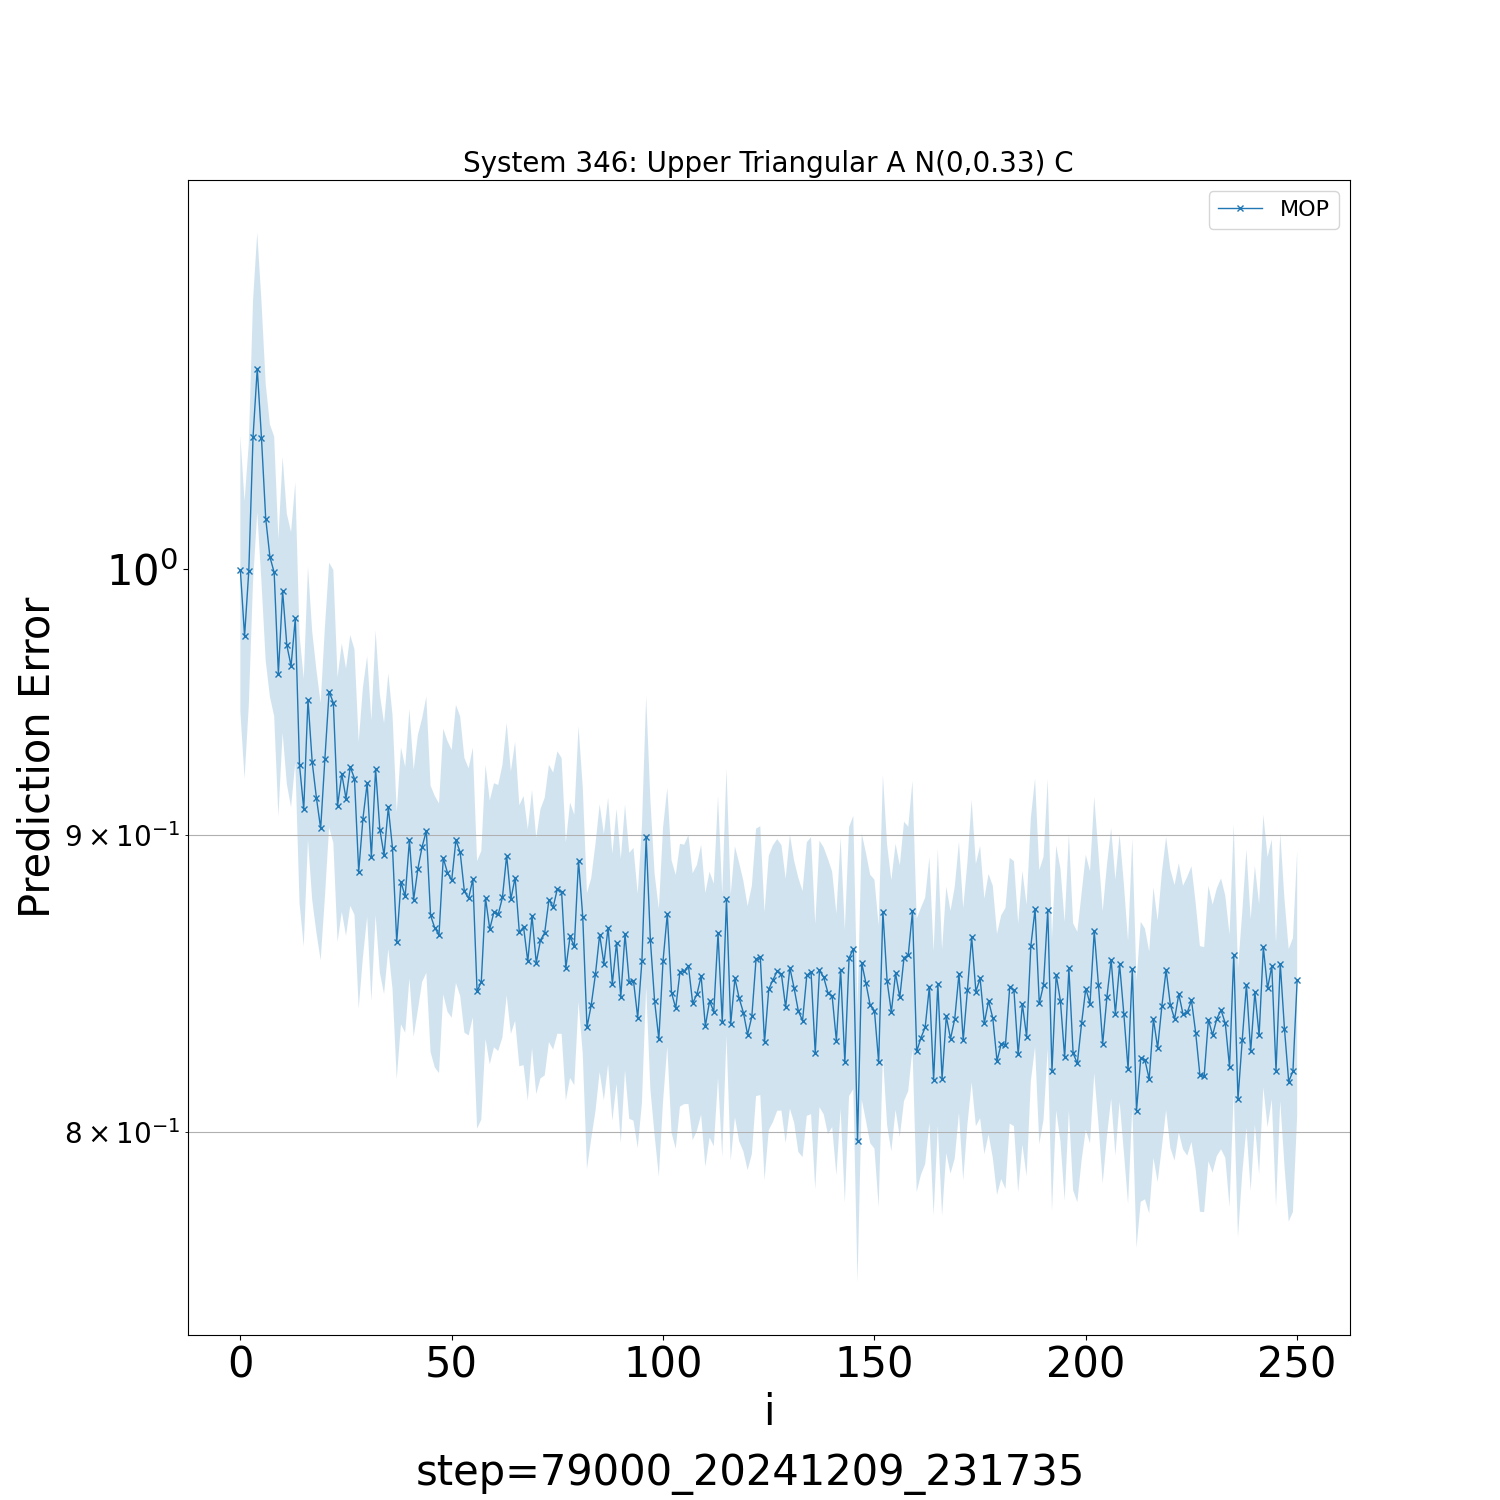 System 346: Upper Triangular A N(0,0.33) C
MOP
Prediction Error
10⁰
9 × 10⁻¹
8 × 10⁻¹
0 50 100 150 200 250
i
step=79000_20241209_231735